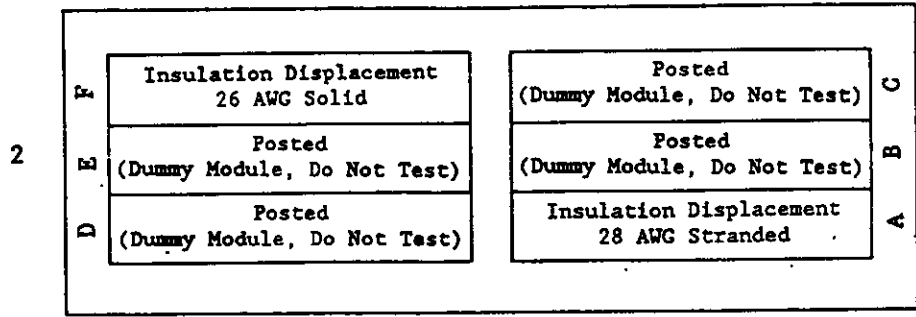 2
F
Insulation Displacement
26 AWG Solid
E
Posted
(Dummy Module, Do Not Test)
D
Posted
(Dummy Module, Do Not Test)
Posted
(Dummy Module, Do Not Test)
C
Posted
(Dummy Module, Do Not Test)
B
Insulation Displacement
28 AWG Stranded
A